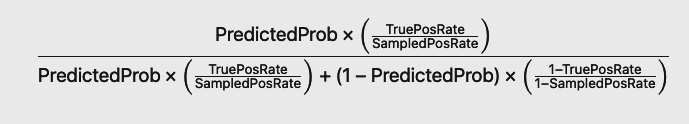 PredictedProb × (TruePosRate/SampledPosRate)
PredictedProb × (TruePosRate/SampledPosRate) + (1 – PredictedProb) × (1–TruePosRate/1–SampledPosRate)